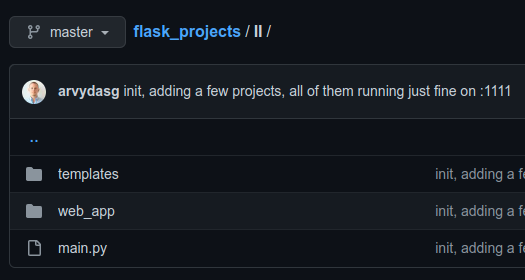 master flask_projects / ll /
arvydasg init, adding a few projects, all of them running just fine on :1111
..
templates init, adding a fe
web_app init, adding a fe
main.py init, adding a fe